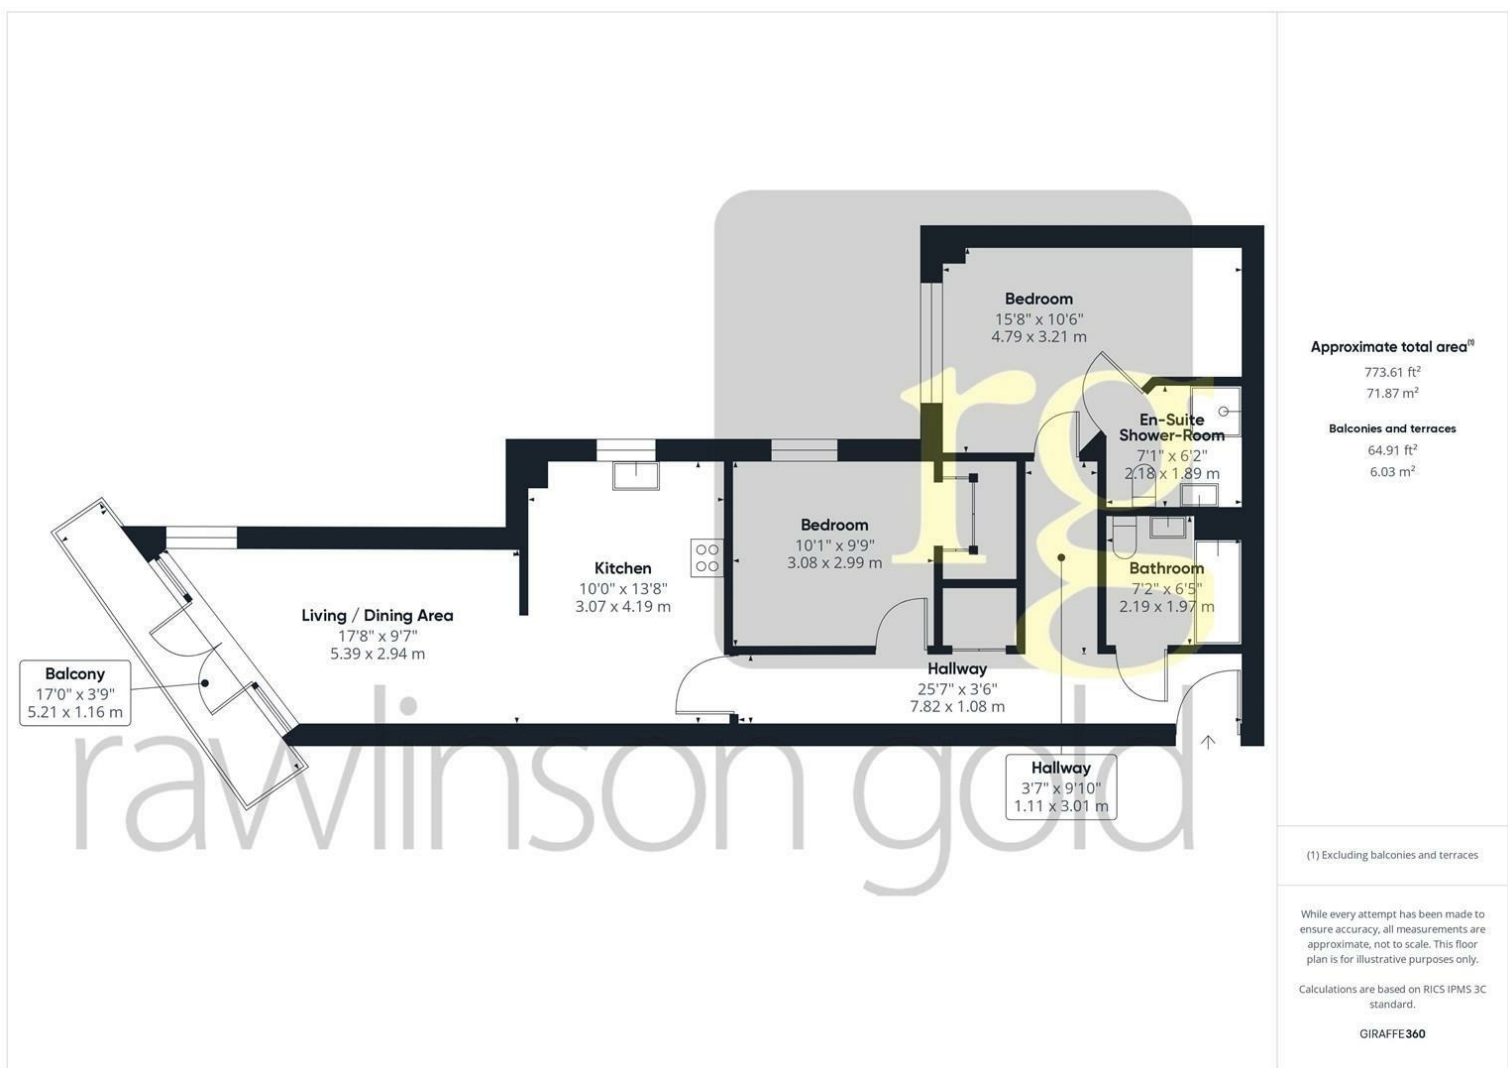 Bedroom
15'8" x 10'6"
4.79 x 3.21 m
En-Suite
Shower-Room
7'1" x 6'2"
2.18 x 1.89 m
Bedroom
10'1" x 9'9"
3.08 x 2.99 m
Kitchen
10'0" x 13'8"
3.07 x 4.19 m
Bathroom
7'2" x 6'5"
2.19 x 1.97 m
Living / Dining Area
17'8" x 9'7"
5.39 x 2.94 m
Balcony
17'0" x 3'9"
5.21 x 1.16 m
Hallway
25'7" x 3'6"
7.82 x 1.08 m
Hallway
3'7" x 9'10"
1.11 x 3.01 m
rg
rawlinson gold
Approximate total area(1)
773.61 ft²
71.87 m²
Balconies and terraces
64.91 ft²
6.03 m²
(1) Excluding balconies and terraces
While every attempt has been made to
ensure accuracy, all measurements are
approximate, not to scale. This floor
plan is for illustrative purposes only.
Calculations are based on RICS IPMS 3C
standard.
GIRAFFE360